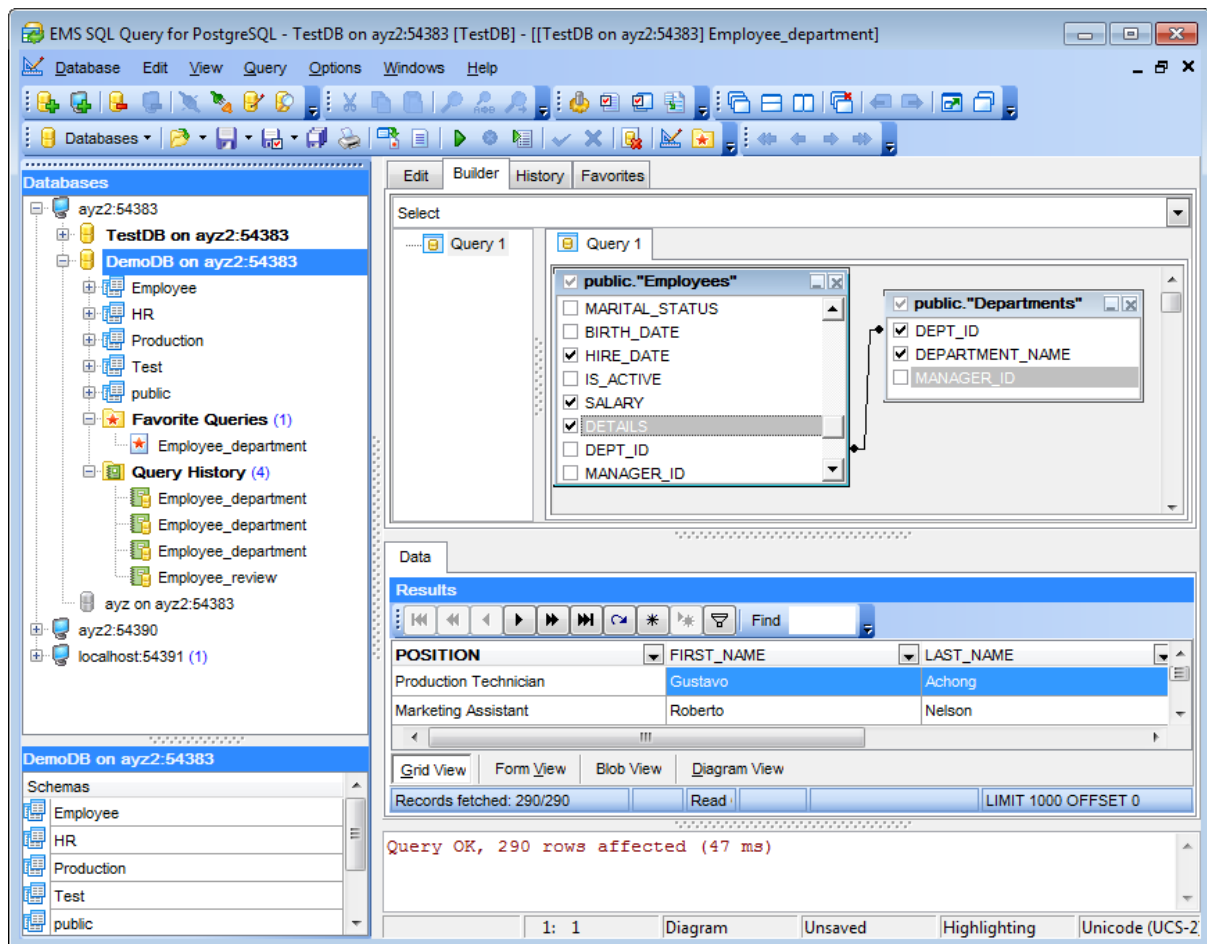 EMS SQL Query for PostgreSQL - TestDB on ayz2:54383 [TestDB] - [[TestDB on ayz2:54383] Employee_department]
Database Edit View Query Options Windows Help
Databases
Databases
ayz2:54383
TestDB on ayz2:54383
DemoDB on ayz2:54383
Employee
HR
Production
Test
public
Favorite Queries (1)
Employee_department
Query History (4)
Employee_department
Employee_department
Employee_department
Employee_review
ayz on ayz2:54383
ayz2:54390
localhost:54391 (1)
DemoDB on ayz2:54383
Schemas
Employee
HR
Production
Test
public
Edit Builder History Favorites
Select
Query 1
Query 1
public."Employees"
MARITAL_STATUS
BIRTH_DATE
HIRE_DATE
IS_ACTIVE
SALARY
DETAILS
DEPT_ID
MANAGER_ID
public."Departments"
DEPT_ID
DEPARTMENT_NAME
MANAGER_ID
Data
Results
Find
POSITION FIRST_NAME LAST_NAME
Production Technician Gustavo Achong
Marketing Assistant Roberto Nelson
Grid View Form View Blob View Diagram View
Records fetched: 290/290 Read LIMIT 1000 OFFSET 0
Query OK, 290 rows affected (47 ms)
1: 1 Diagram Unsaved Highlighting Unicode (UCS-2